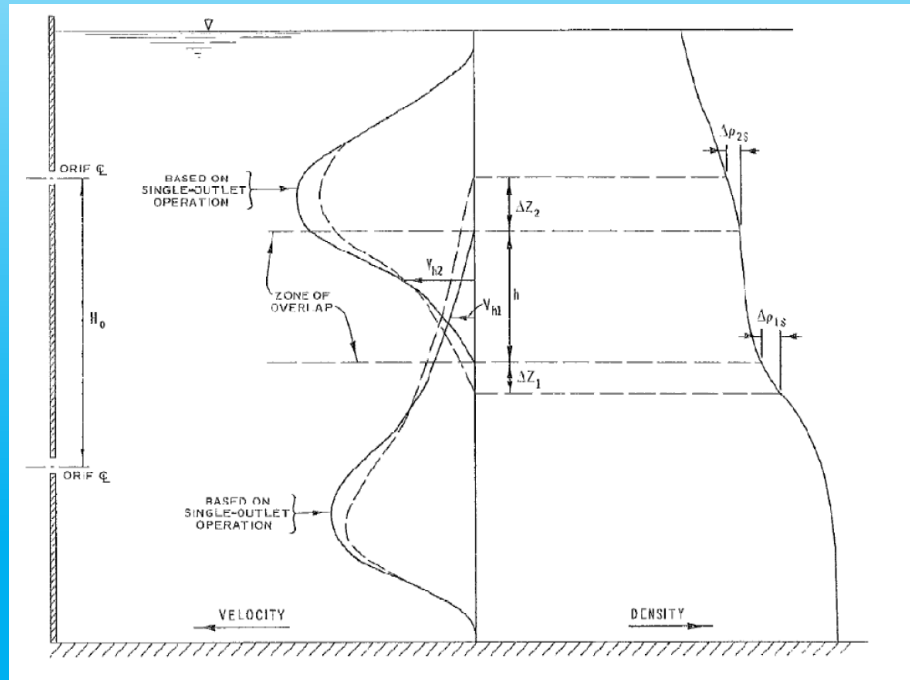 ORIF ℄
BASED ON
SINGLE-OUTLET
OPERATION
Δρ2S
ΔZ2
Vh2
h
Vh1
ZONE OF
OVERLAP
H0
Δρ1S
ΔZ1
ORIF ℄
BASED ON
SINGLE-OUTLET
OPERATION
VELOCITY
DENSITY